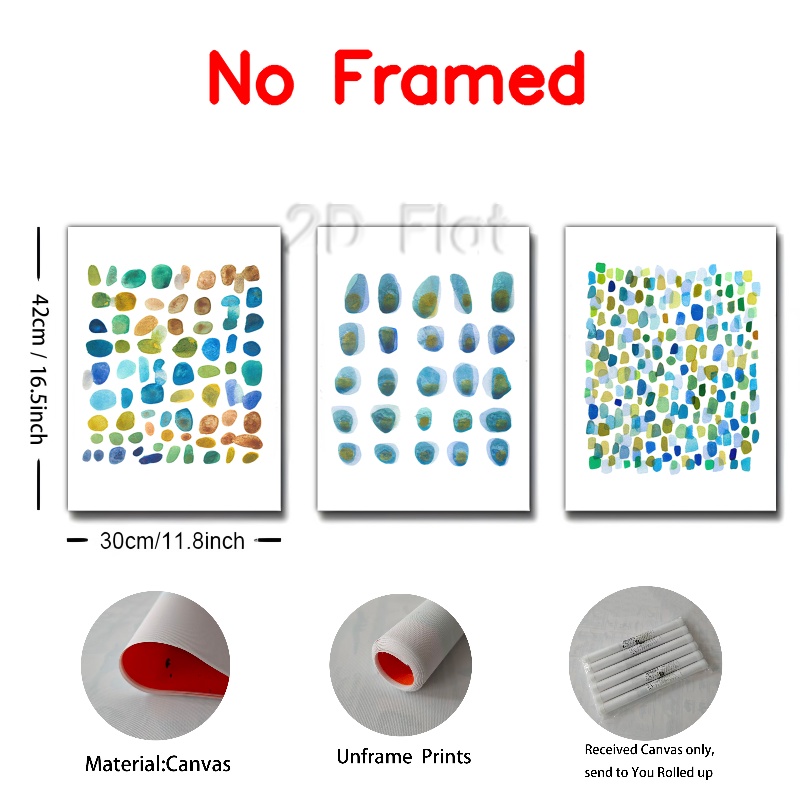 No Framed
2D Flat
42cm / 16.5inch
30cm/11.8inch
Material:Canvas
Unframe Prints
Received Canvas only,
send to You Rolled up